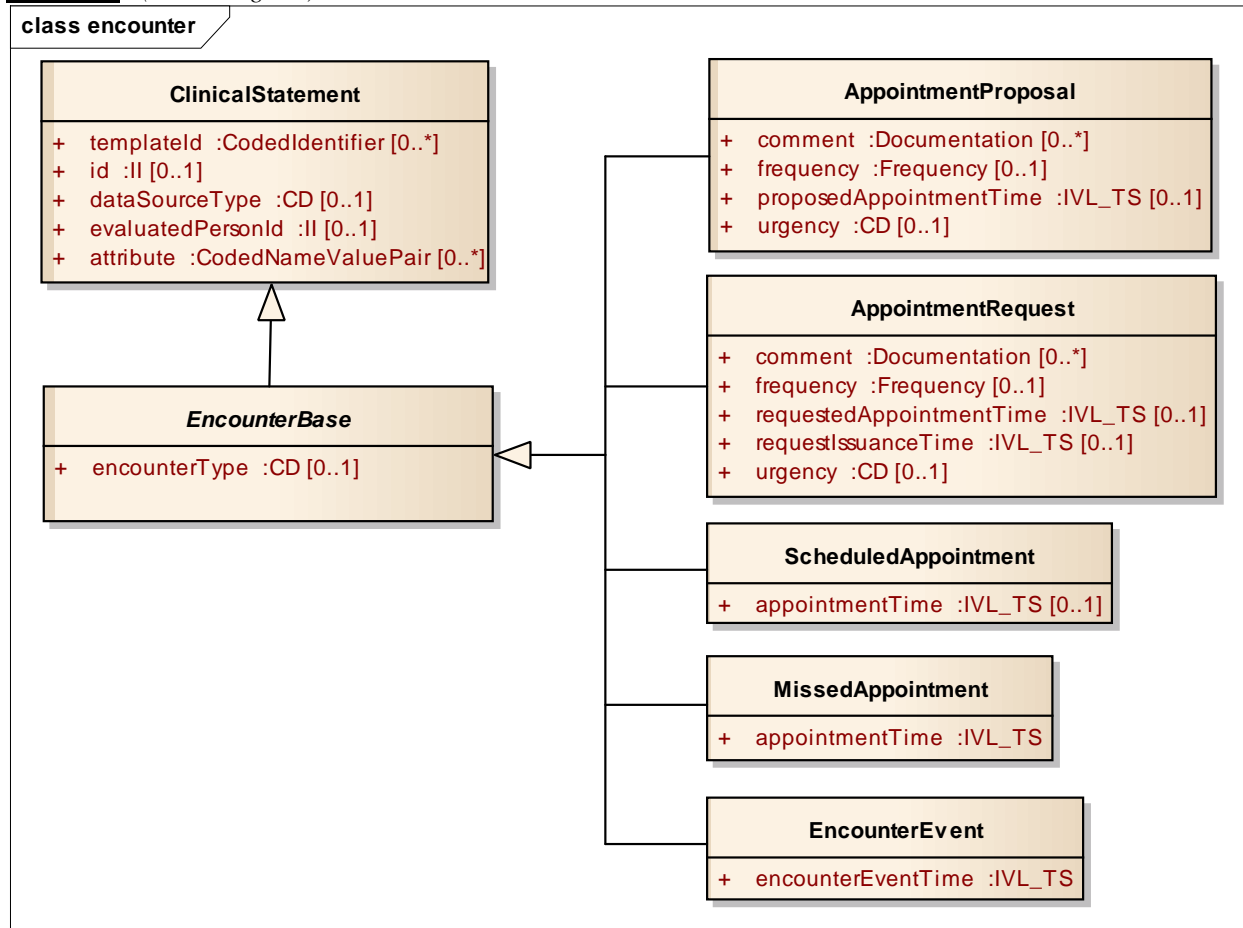 class encounter
ClinicalStatement
+ templateId :CodedIdentifier [0..*]
+ id :II [0..1]
+ dataSourceType :CD [0..1]
+ evaluatedPersonId :II [0..1]
+ attribute :CodedNameValuePair [0..*]
EncounterBase
+ encounterType :CD [0..1]
AppointmentProposal
+ comment :Documentation [0..*]
+ frequency :Frequency [0..1]
+ proposedAppointmentTime :IVL_TS [0..1]
+ urgency :CD [0..1]
AppointmentRequest
+ comment :Documentation [0..*]
+ frequency :Frequency [0..1]
+ requestedAppointmentTime :IVL_TS [0..1]
+ requestIssuanceTime :IVL_TS [0..1]
+ urgency :CD [0..1]
ScheduledAppointment
+ appointmentTime :IVL_TS [0..1]
MissedAppointment
+ appointmentTime :IVL_TS
EncounterEvent
+ encounterEventTime :IVL_TS